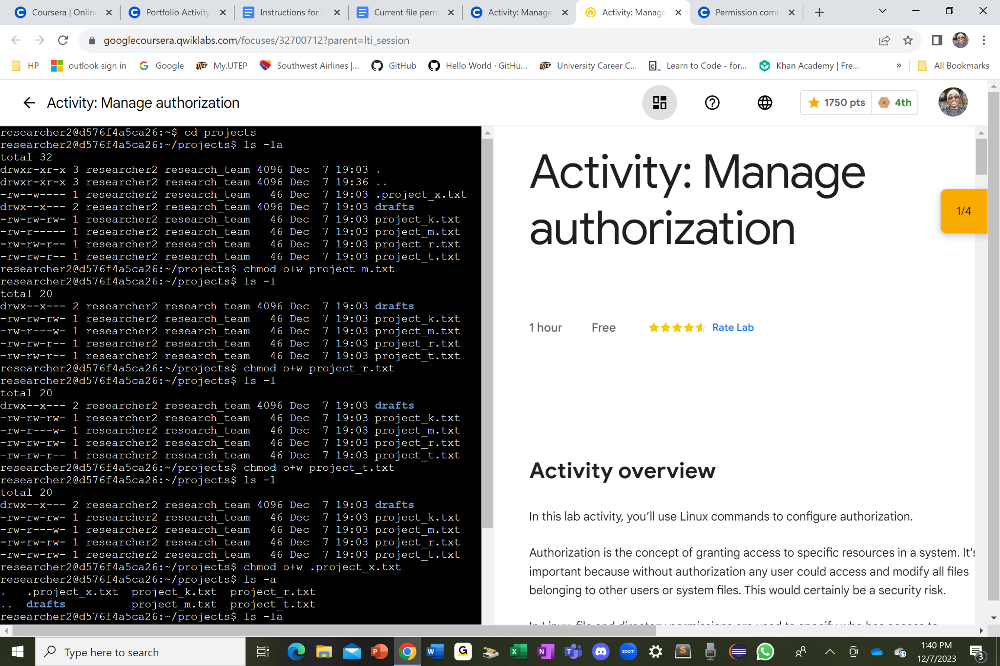 Coursera | Onlin
Portfolio Activity
Instructions for i
Current file perm
Activity: Manage
Activity: Manage
Permission com
googlecoursera.qwiklabs.com/focuses/32700712?parent=lti_session
HP
outlook sign in
Google
My.UTEP
Southwest Airlines |...
GitHub
Hello World · GitHu...
University Career C...
Learn to Code - for...
Khan Academy | Fre...
»
All Bookmarks
Activity: Manage authorization
1750 pts
4th
researcher2@d576f4a5ca26:~$ cd projects
researcher2@d576f4a5ca26:~/projects$ ls -la
total 32
drwxr-xr-x 3 researcher2 research_team 4096 Dec  7 19:03 .
drwxr-xr-x 3 researcher2 research_team 4096 Dec  7 19:36 ..
-rw--w---- 1 researcher2 research_team   46 Dec  7 19:03 .project_x.txt
drwx--x--- 2 researcher2 research_team 4096 Dec  7 19:03 drafts
-rw-rw-rw- 1 researcher2 research_team   46 Dec  7 19:03 project_k.txt
-rw-r----- 1 researcher2 research_team   46 Dec  7 19:03 project_m.txt
-rw-rw-r-- 1 researcher2 research_team   46 Dec  7 19:03 project_r.txt
-rw-rw-r-- 1 researcher2 research_team   46 Dec  7 19:03 project_t.txt
researcher2@d576f4a5ca26:~/projects$ chmod o+w project_m.txt
researcher2@d576f4a5ca26:~/projects$ ls -l
total 20
drwx--x--- 2 researcher2 research_team 4096 Dec  7 19:03 drafts
-rw-rw-rw- 1 researcher2 research_team   46 Dec  7 19:03 project_k.txt
-rw-r---w- 1 researcher2 research_team   46 Dec  7 19:03 project_m.txt
-rw-rw-r-- 1 researcher2 research_team   46 Dec  7 19:03 project_r.txt
-rw-rw-r-- 1 researcher2 research_team   46 Dec  7 19:03 project_t.txt
researcher2@d576f4a5ca26:~/projects$ chmod o+w project_r.txt
researcher2@d576f4a5ca26:~/projects$ ls -l
total 20
drwx--x--- 2 researcher2 research_team 4096 Dec  7 19:03 drafts
-rw-rw-rw- 1 researcher2 research_team   46 Dec  7 19:03 project_k.txt
-rw-r---w- 1 researcher2 research_team   46 Dec  7 19:03 project_m.txt
-rw-rw-rw- 1 researcher2 research_team   46 Dec  7 19:03 project_r.txt
-rw-rw-r-- 1 researcher2 research_team   46 Dec  7 19:03 project_t.txt
researcher2@d576f4a5ca26:~/projects$ chmod o+w project_t.txt
researcher2@d576f4a5ca26:~/projects$ ls -l
total 20
drwx--x--- 2 researcher2 research_team 4096 Dec  7 19:03 drafts
-rw-rw-rw- 1 researcher2 research_team   46 Dec  7 19:03 project_k.txt
-rw-r---w- 1 researcher2 research_team   46 Dec  7 19:03 project_m.txt
-rw-rw-rw- 1 researcher2 research_team   46 Dec  7 19:03 project_r.txt
-rw-rw-rw- 1 researcher2 research_team   46 Dec  7 19:03 project_t.txt
researcher2@d576f4a5ca26:~/projects$ chmod o+w .project_x.txt
researcher2@d576f4a5ca26:~/projects$ ls -a
.   .project_x.txt  project_k.txt  project_r.txt
..  drafts          project_m.txt  project_t.txt
researcher2@d576f4a5ca26:~/projects$ ls -la
Activity: Manage
authorization
1/4
1 hour
Free
Rate Lab
Activity overview
In this lab activity, you’ll use Linux commands to configure authorization.
Authorization is the concept of granting access to specific resources in a system. It's
important because without authorization any user could access and modify all files
belonging to other users or system files. This would certainly be a security risk.
In Linux, file and directory permissions are used to specify who has access to
Type here to search
zoom
1:40 PM
12/7/2023
3